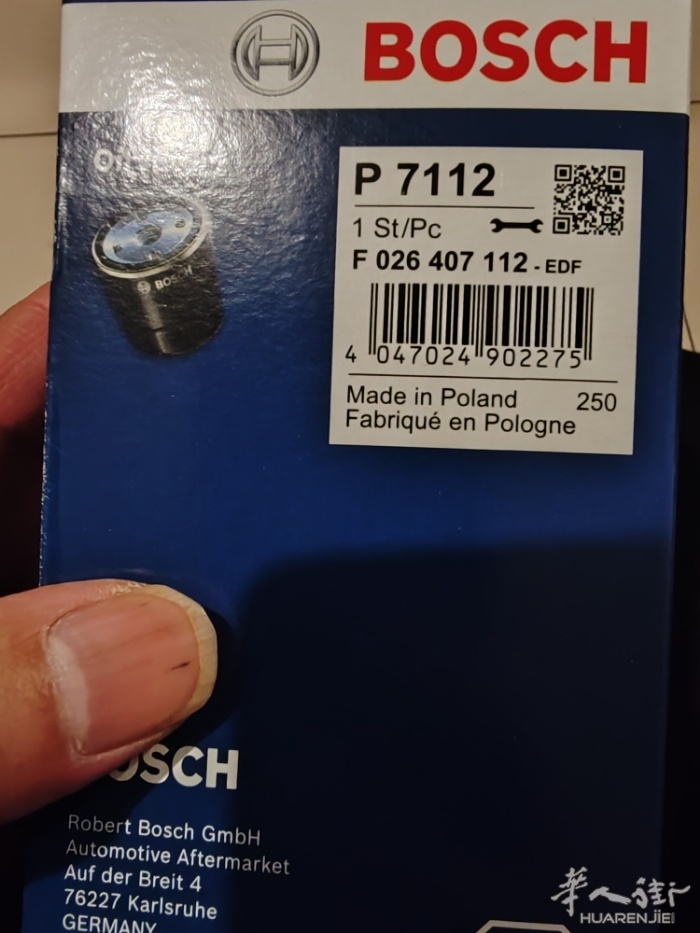 BOSCH
P 7112
1 St/Pc
F 026 407 112 - EDF
4 047024 902275
Made in Poland 250
Fabriqué en Pologne
BOSCH
Robert Bosch GmbH
Automotive Aftermarket
Auf der Breit 4
76227 Karlsruhe
GERMANY
華人街
HUARENJIE